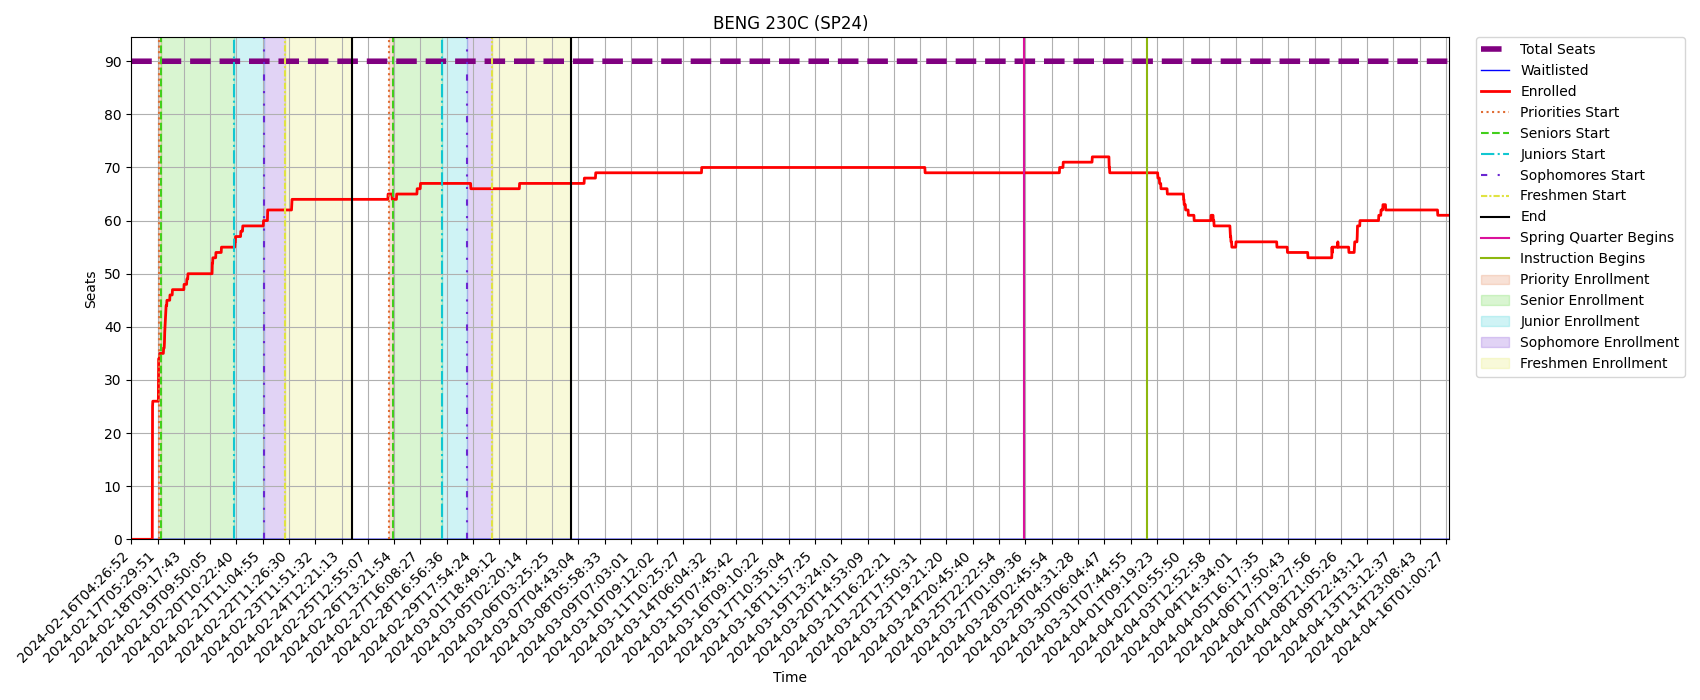 BENG 230C (SP24)
Seats
90
80
70
60
50
40
30
20
10
0
2024-02-16T04:26:52
2024-02-17T05:29:51
2024-02-18T09:17:43
2024-02-19T09:50:05
2024-02-20T10:22:40
2024-02-21T11:04:55
2024-02-22T11:26:30
2024-02-23T11:51:32
2024-02-24T12:21:13
2024-02-25T12:55:07
2024-02-26T13:21:54
2024-02-27T16:08:27
2024-02-28T16:56:36
2024-02-29T17:54:24
2024-03-01T18:49:12
2024-03-05T02:20:14
2024-03-06T03:25:25
2024-03-07T04:43:04
2024-03-08T05:58:33
2024-03-09T07:03:01
2024-03-10T09:12:02
2024-03-11T10:25:27
2024-03-14T06:04:32
2024-03-15T07:45:42
2024-03-16T09:10:22
2024-03-17T10:35:04
2024-03-18T11:57:25
2024-03-19T13:24:01
2024-03-20T14:53:09
2024-03-21T16:22:21
2024-03-22T17:50:31
2024-03-23T19:21:20
2024-03-24T20:45:40
2024-03-25T22:22:54
2024-03-27T01:09:36
2024-03-28T02:45:54
2024-03-29T04:31:28
2024-03-30T06:04:47
2024-03-31T07:44:55
2024-04-01T09:19:23
2024-04-02T10:55:50
2024-04-03T12:52:58
2024-04-04T14:34:01
2024-04-05T16:17:35
2024-04-06T17:50:43
2024-04-07T19:27:56
2024-04-08T21:05:26
2024-04-09T22:43:12
2024-04-13T13:12:37
2024-04-14T23:08:43
2024-04-16T01:00:27
Time
Total Seats
Waitlisted
Enrolled
Priorities Start
Seniors Start
Juniors Start
Sophomores Start
Freshmen Start
End
Spring Quarter Begins
Instruction Begins
Priority Enrollment
Senior Enrollment
Junior Enrollment
Sophomore Enrollment
Freshmen Enrollment